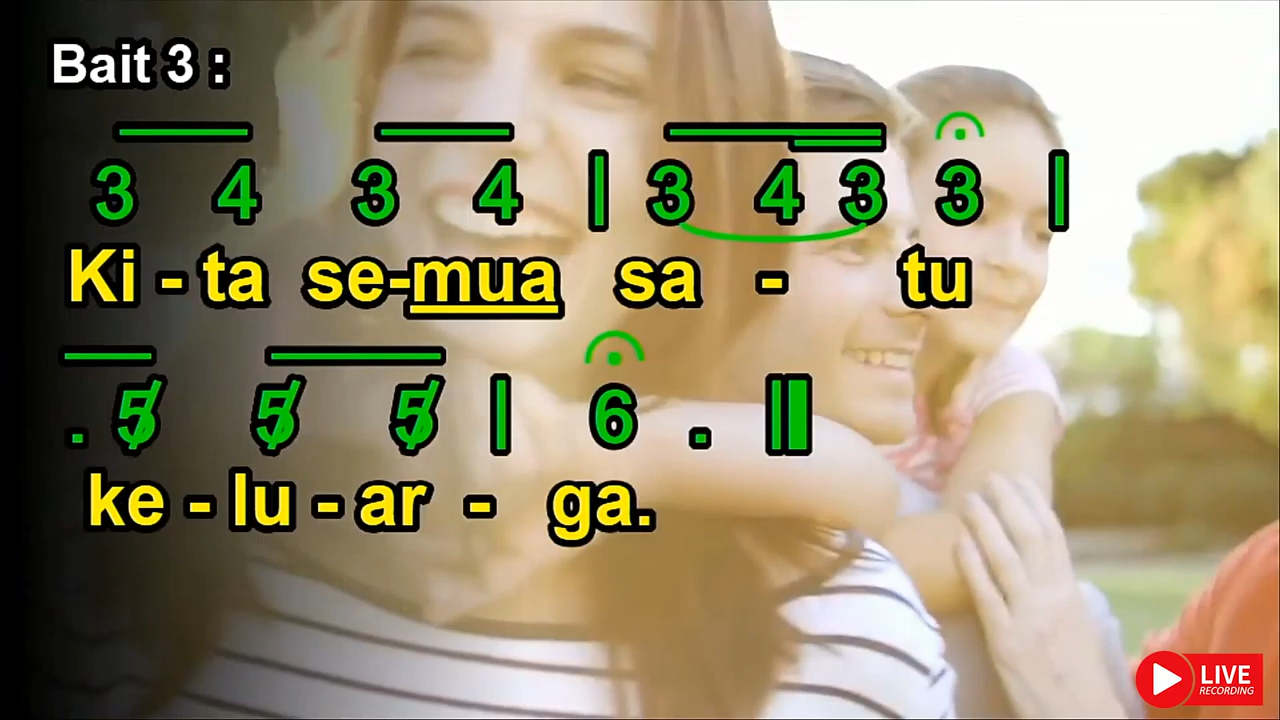 Bait 3 :
3 4 3 4 | 3 4 3 3 |
Ki - ta se-mua sa - tu
. 5̸ 5̸ 5̸ | 6 . ||
ke - lu - ar - ga.
LIVE
RECORDING